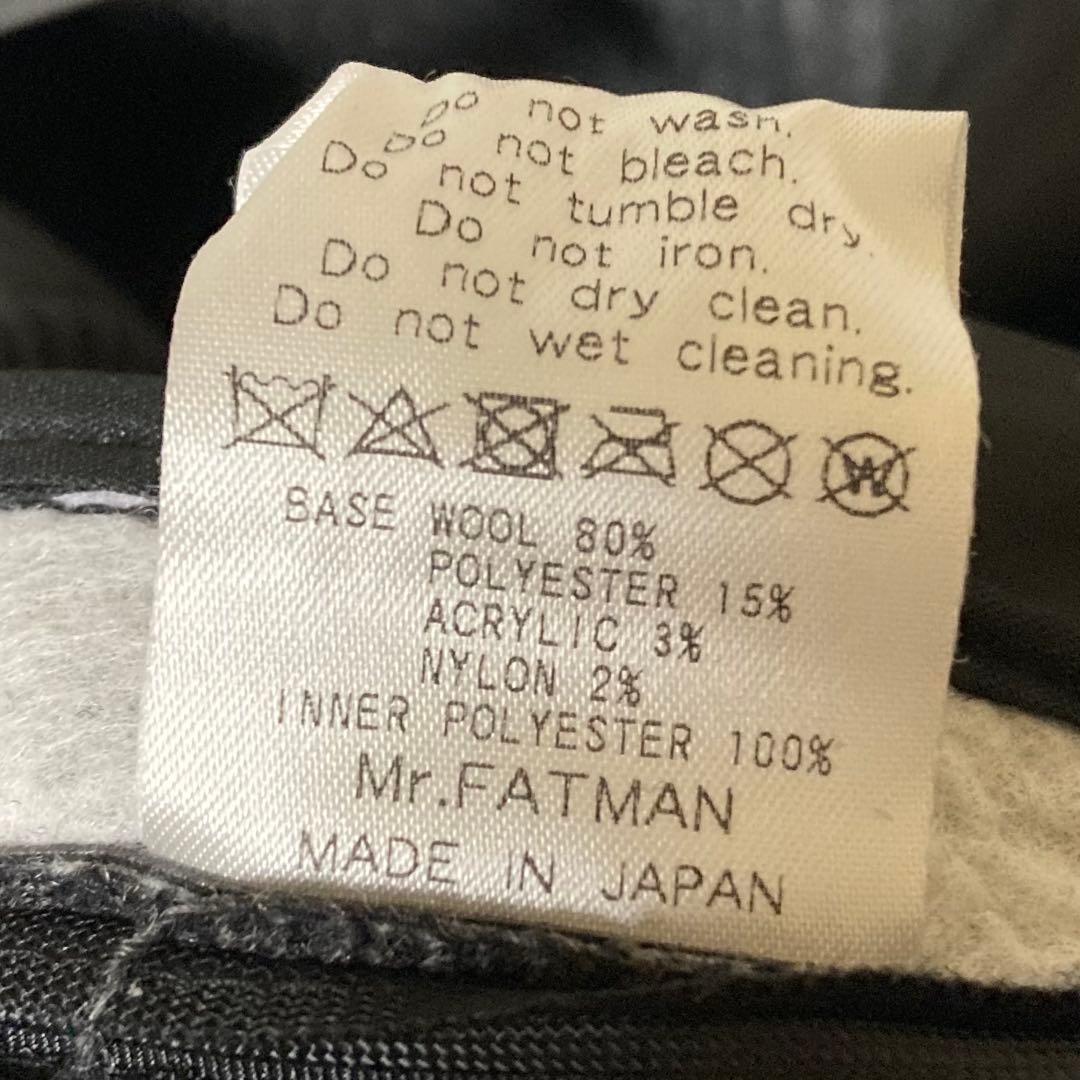 Do not wash.
Do not bleach.
Do not tumble dry.
Do not iron.
Do not dry clean.
Do not wet cleaning.
W
BASE WOOL 80%
POLYESTER 15%
ACRYLIC 3%
NYLON 2%
INNER POLYESTER 100%
Mr.FATMAN
MADE IN JAPAN